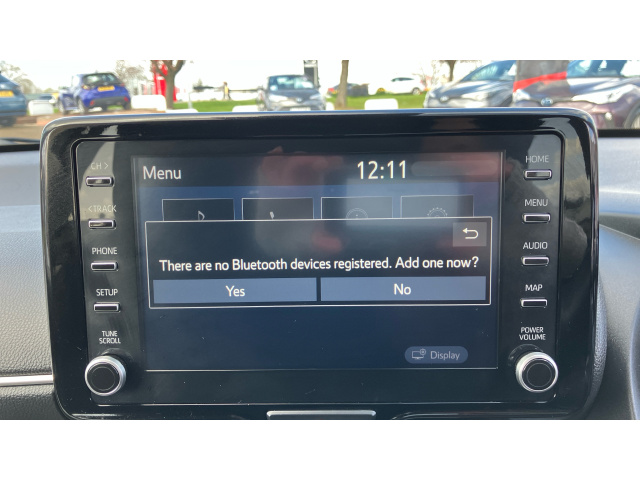 CH >
Menu
12:11
HOME
< TRACK
MENU
PHONE
There are no Bluetooth devices registered. Add one now?
AUDIO
SETUP
Yes
No
MAP
TUNE
SCROLL
Display
POWER
VOLUME